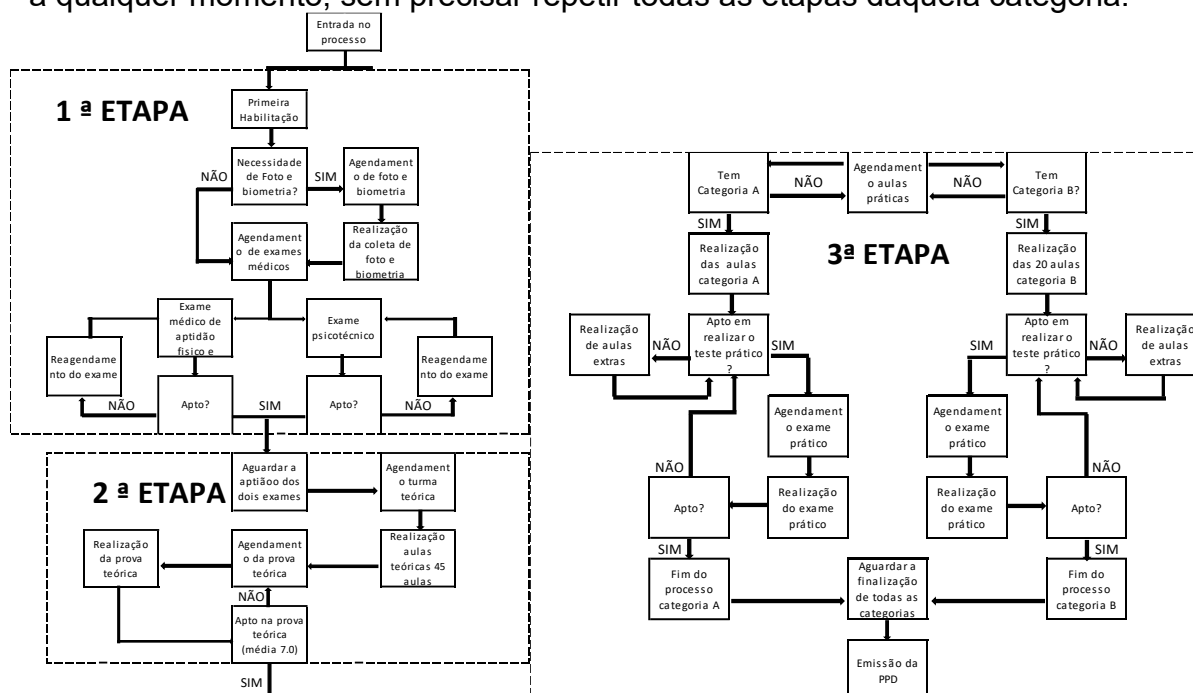 a qualquer momento, sem precisar repetir todas as etapas daquela categoria.
Entrada no
processo
1 ª ETAPA
Primeira
Habilitação
NÃO
Necessidade
de Foto e
biometria?
SIM
Agendament
o de foto e
biometria
Agendament
o de exames
médicos
Realização
da coleta de
foto e
biometria
Exame
médico de
aptidão
fisico e
Exame
psicotécnico
Reagendame
nto do exame
Reagendame
nto do exame
NÃO
Apto?
SIM
Apto?
NÃO
2 ª ETAPA
Aguardar a
aptiãoo dos
dois exames
Agendament
o turma
teórica
Realização
da prova
teórica
Agendament
o da prova
teórica
Realização
aulas
teóricas 45
aulas
NÃO
Apto na prova
teórica
(média 7.0)
SIM
3ª ETAPA
Tem
Categoria A
NÃO
Agendament
o aulas
práticas
NÃO
Tem
Categoria B?
SIM
SIM
Realização
das aulas
categoria A
Realização
das 20 aulas
categoria B
Realização
de aulas
extras
NÃO
Apto em
realizar o
teste prático
?
SIM
SIM
Apto em
realizar o
teste prático
?
NÃO
Realização
de aulas
extras
Agendament
o exame
prático
Agendament
o exame
prático
NÃO
NÃO
Apto?
Realização
do exame
prático
Realização
do exame
prático
Apto?
SIM
SIM
Fim do
processo
categoria A
Aguardar a
finalização
de todas as
categorias
Fim do
processo
categoria B
Emissão da
PPD